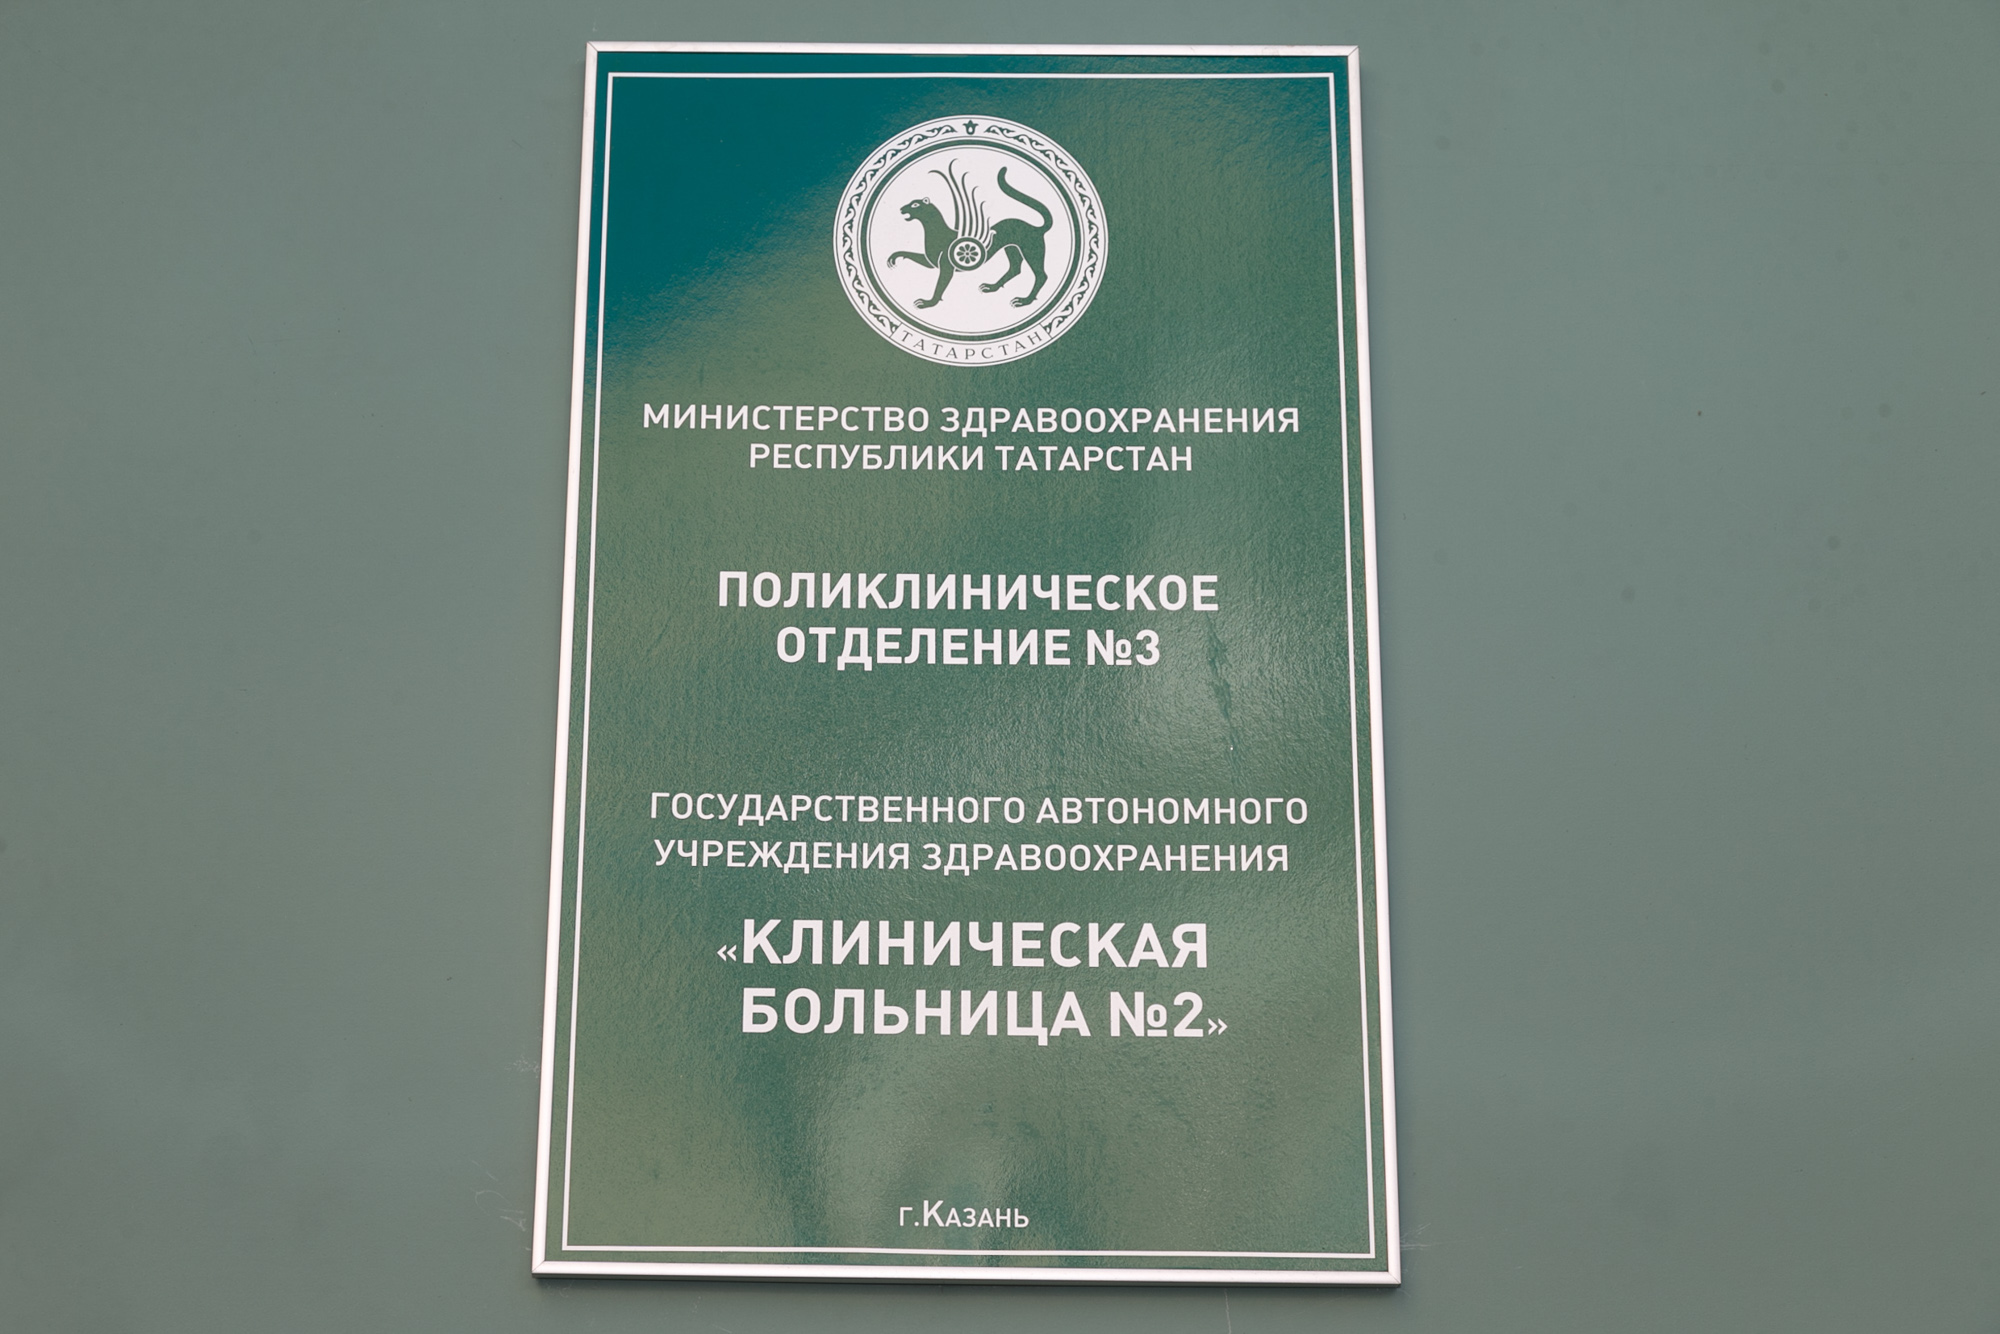 ТАТАРСТАН
МИНИСТЕРСТВО ЗДРАВООХРАНЕНИЯ
РЕСПУБЛИКИ ТАТАРСТАН
ПОЛИКЛИНИЧЕСКОЕ
ОТДЕЛЕНИЕ №3
ГОСУДАРСТВЕННОГО АВТОНОМНОГО
УЧРЕЖДЕНИЯ ЗДРАВООХРАНЕНИЯ
«КЛИНИЧЕСКАЯ
БОЛЬНИЦА №2»
г.Казань